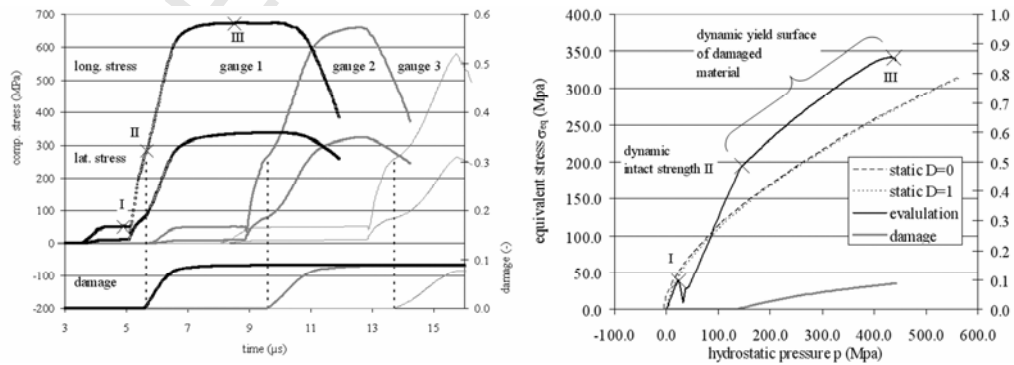 700
600
500
400
300
200
100
0
-100
-200
comp. stress (MPa)
long. stress
lat. stress
damage
I
II
III
gauge 1
gauge 2
gauge 3
0.6
0.5
0.4
0.3
0.2
0.1
0.0
damage (-)
3
5
7
9
11
13
15
time (µs)
400.0
350.0
300.0
250.0
200.0
150.0
100.0
50.0
0.0
equivalent stress σeq (Mpa)
dynamic yield surface
of damaged
material
III
dynamic
intact strength II
I
static D=0
static D=1
evalulation
damage
1.0
0.9
0.8
0.7
0.6
0.5
0.4
0.3
0.2
0.1
0.0
-100.0
0.0
100.0
200.0
300.0
400.0
500.0
600.0
hydrostatic pressure p (Mpa)